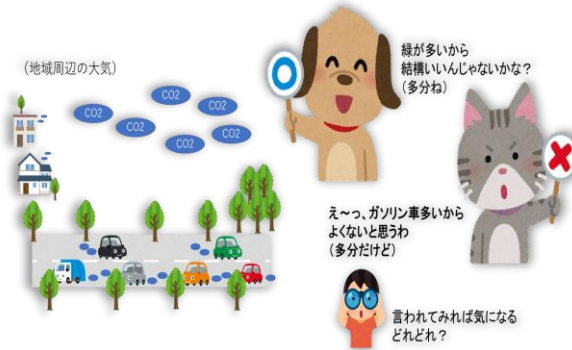 (地域周辺の大気)
CO2
CO2
CO2
CO2
CO2
CO2
緑が多いから
結構いいんじゃないかな?
(多分ね)
え～っ、ガソリン車多いから
よくないと思うわ
(多分だけど)
言われてみれば気になる
どれどれ?